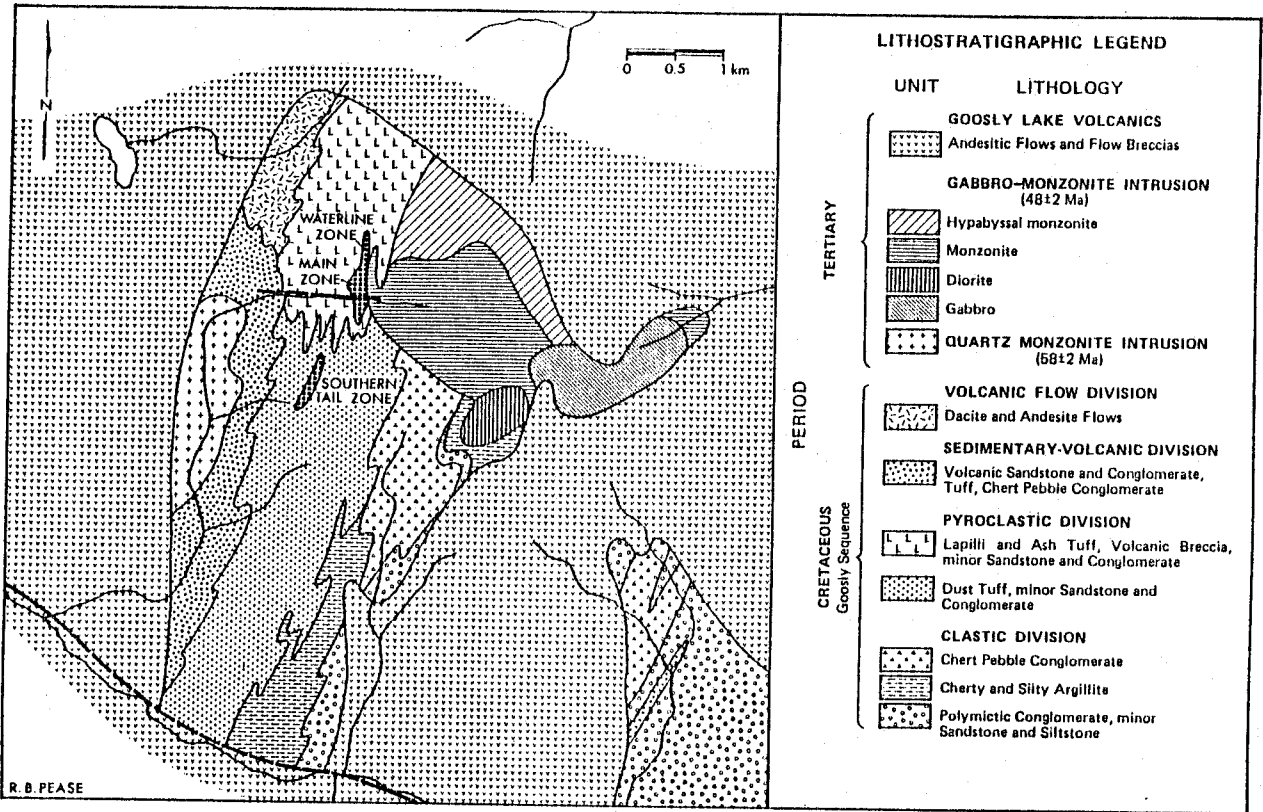 N
0 0.5 1 km
WATERLINE
ZONE
MAIN
ZONE
SOUTHERN
TAIL ZONE
R. B. PEASE
LITHOSTRATIGRAPHIC LEGEND
UNIT LITHOLOGY
PERIOD
TERTIARY
GOOSLY LAKE VOLCANICS
Andesitic Flows and Flow Breccias
GABBRO-MONZONITE INTRUSION
(48±2 Ma)
Hypabyssal monzonite
Monzonite
Diorite
Gabbro
QUARTZ MONZONITE INTRUSION
(58±2 Ma)
CRETACEOUS
Goosly Sequence
VOLCANIC FLOW DIVISION
Dacite and Andesite Flows
SEDIMENTARY-VOLCANIC DIVISION
Volcanic Sandstone and Conglomerate,
Tuff, Chert Pebble Conglomerate
PYROCLASTIC DIVISION
Lapilli and Ash Tuff, Volcanic Breccia,
minor Sandstone and Conglomerate
Dust Tuff, minor Sandstone and
Conglomerate
CLASTIC DIVISION
Chert Pebble Conglomerate
Cherty and Silty Argillite
Polymictic Conglomerate, minor
Sandstone and Siltstone